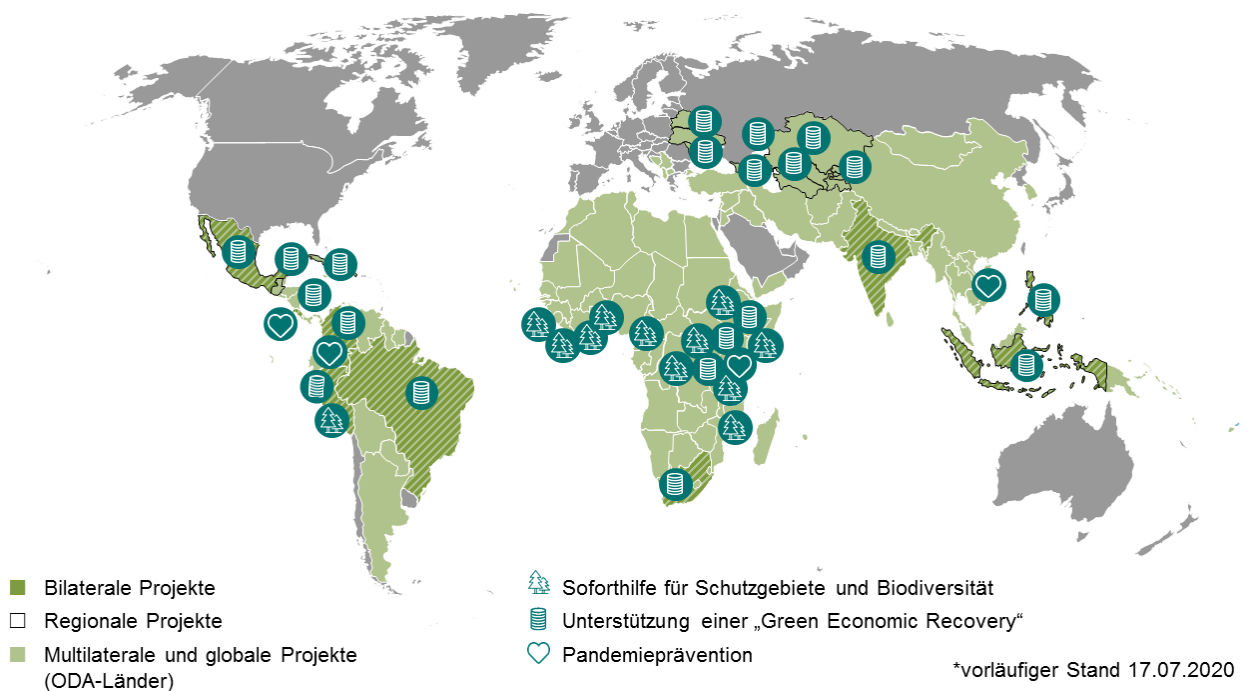 Bilaterale Projekte
Regionale Projekte
Multilaterale und globale Projekte
(ODA-Länder)
Soforthilfe für Schutzgebiete und Biodiversität
Unterstützung einer „Green Economic Recovery“
Pandemieprävention
*vorläufiger Stand 17.07.2020